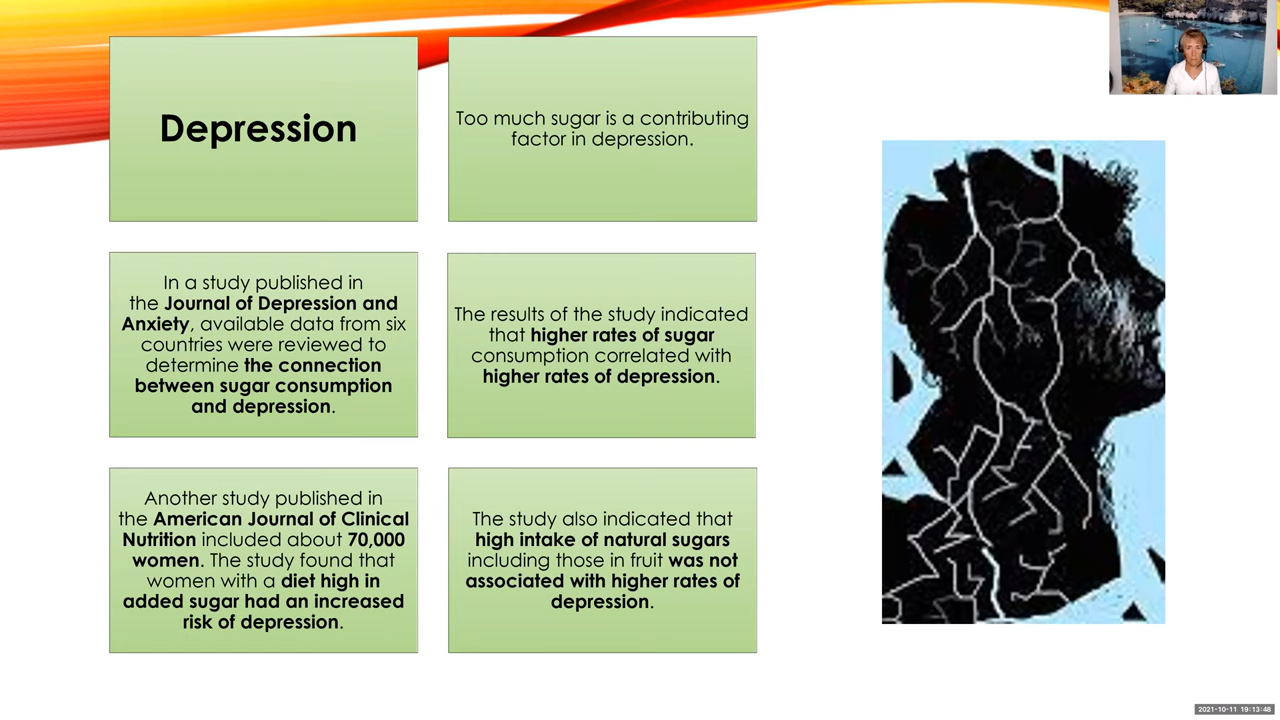 Depression
Too much sugar is a contributing
factor in depression.
In a study published in
the Journal of Depression and
Anxiety, available data from six
countries were reviewed to
determine the connection
between sugar consumption
and depression.
The results of the study indicated
that higher rates of sugar
consumption correlated with
higher rates of depression.
Another study published in
the American Journal of Clinical
Nutrition included about 70,000
women. The study found that
women with a diet high in
added sugar had an increased
risk of depression.
The study also indicated that
high intake of natural sugars
including those in fruit was not
associated with higher rates of
depression.
2021-10-11 19:13:48